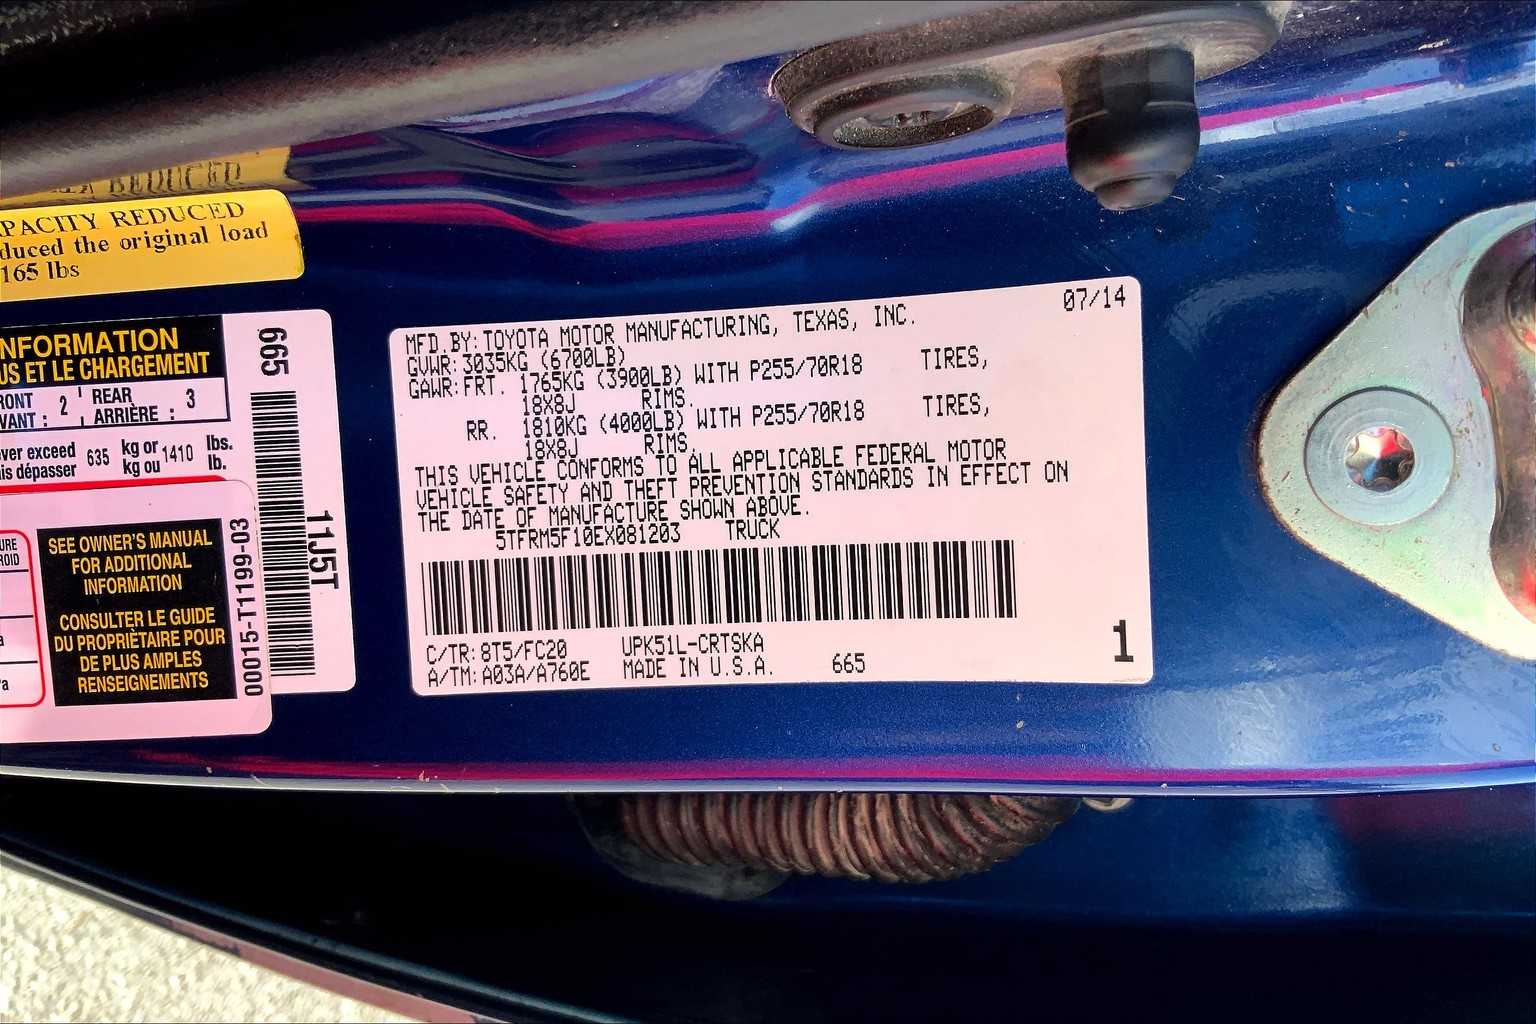 REDUCED
PACITY REDUCED
duced the original load
165 lbs
NFORMATION
US ET LE CHARGEMENT
RONT
VANT : 2
REAR
ARRIÈRE : 3
ver exceed
is dépasser 635 kg or
kg ou 1410 lbs.
lb.
665
11J5T
URE
ROID
SEE OWNER'S MANUAL
FOR ADDITIONAL
INFORMATION
CONSULTER LE GUIDE
DU PROPRIÉTAIRE POUR
DE PLUS AMPLES
RENSEIGNEMENTS
00015-T1199-03
07/14
MFD.BY:TOYOTA MOTOR MANUFACTURING, TEXAS, INC.
GVWR:3035KG (6700LB)
GAWR:FRT. 1765KG (3900LB) WITH P255/70R18 TIRES,
18X8J RIMS.
RR. 1810KG (4000LB) WITH P255/70R18 TIRES,
18X8J RIMS.
THIS VEHICLE CONFORMS TO ALL APPLICABLE FEDERAL MOTOR
VEHICLE SAFETY AND THEFT PREVENTION STANDARDS IN EFFECT ON
THE DATE OF MANUFACTURE SHOWN ABOVE.
5TFRM5F10EX081203 TRUCK
C/TR:8T5/FC20 UPK51L-CRTSKA
A/TM:A03A/A760E MADE IN U.S.A. 665
1